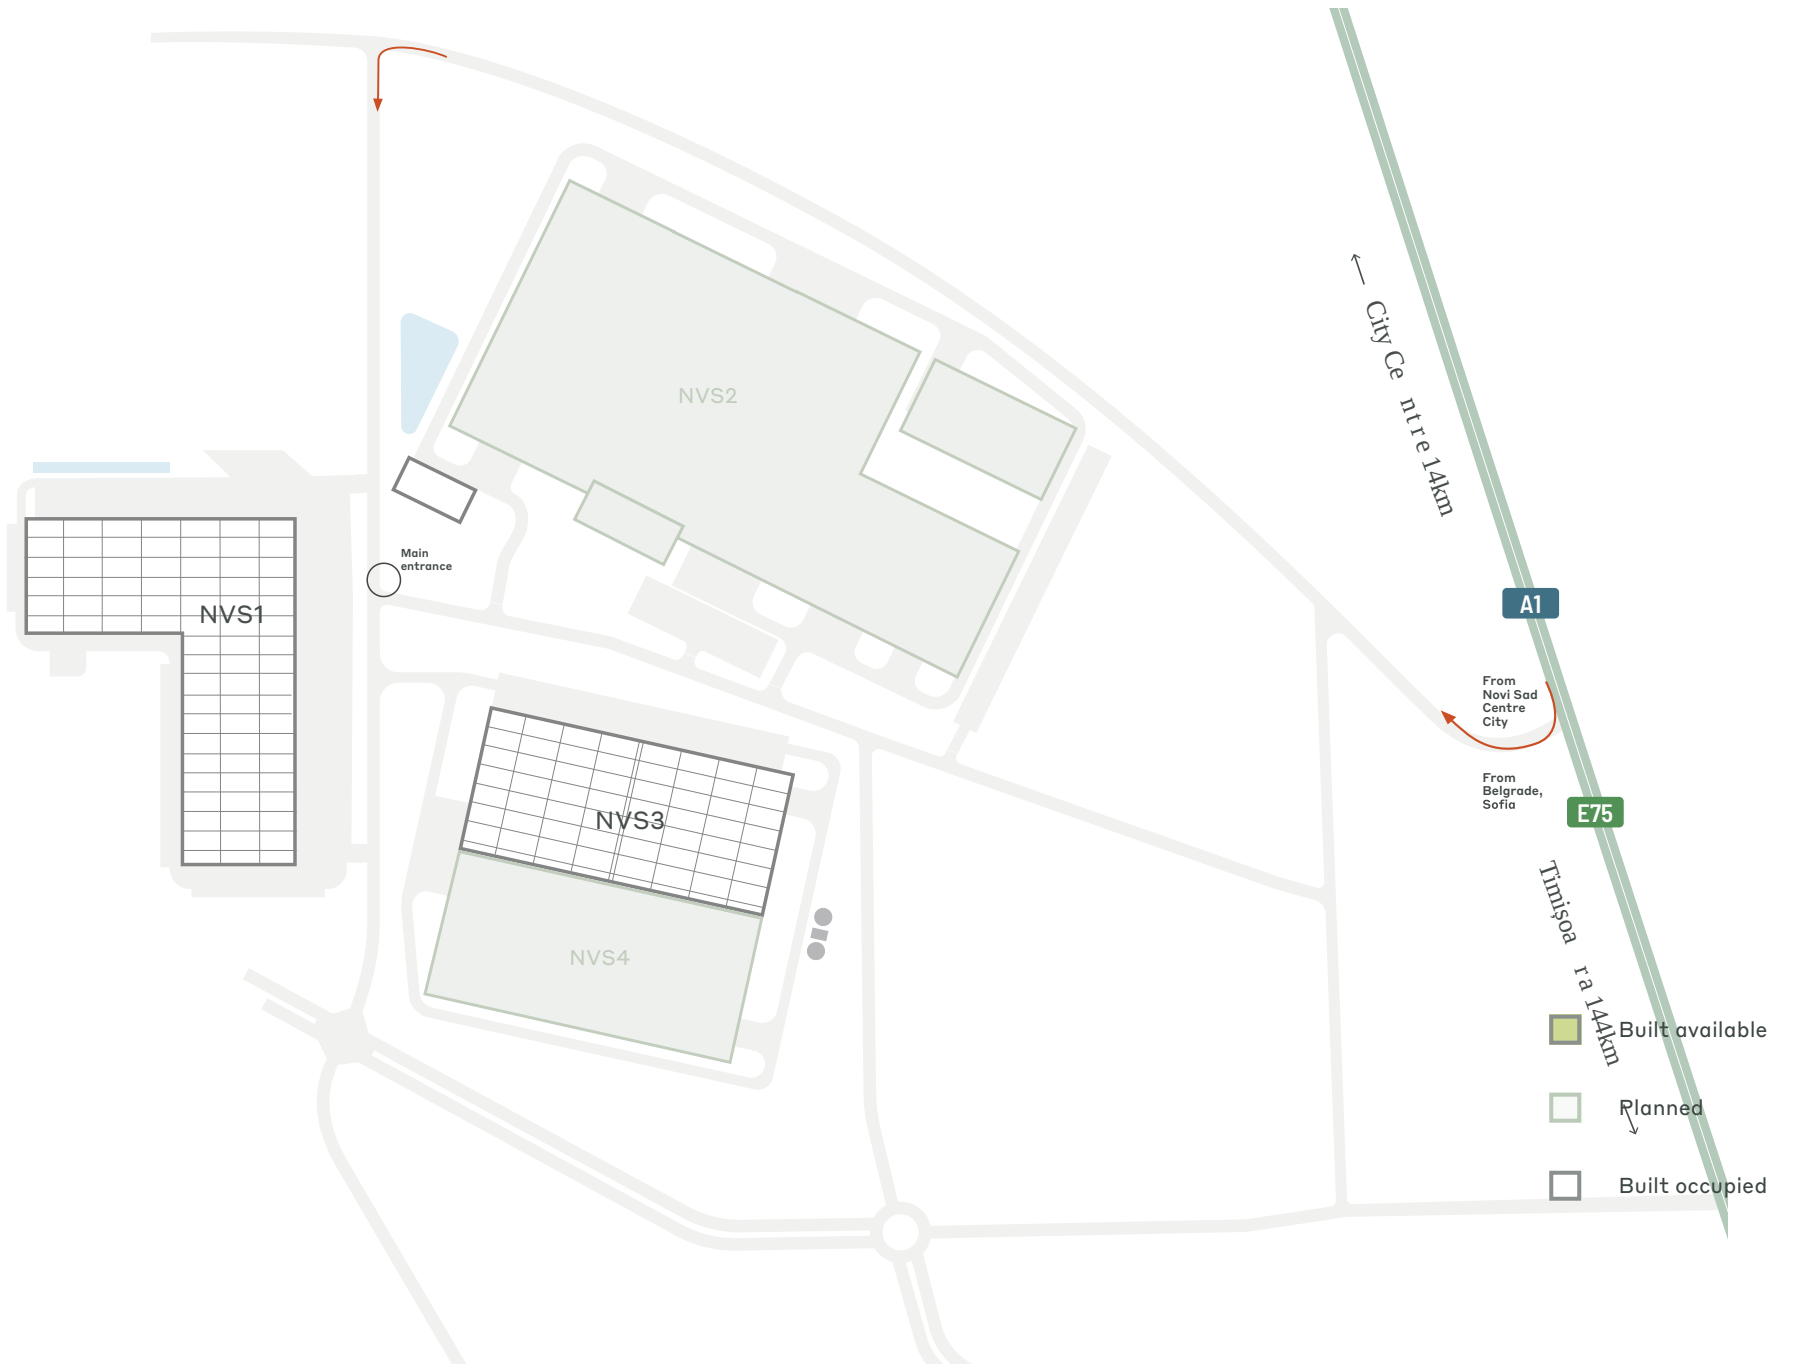 City Ce ntre 14km
NVS2
Main
entrance
A1
NVS1
From
Novi Sad
Centre
City
From
Belgrade,
Sofia
E75
NVS3
Timişoa ra 144km
NVS4
Built available
Planned
Built occupied